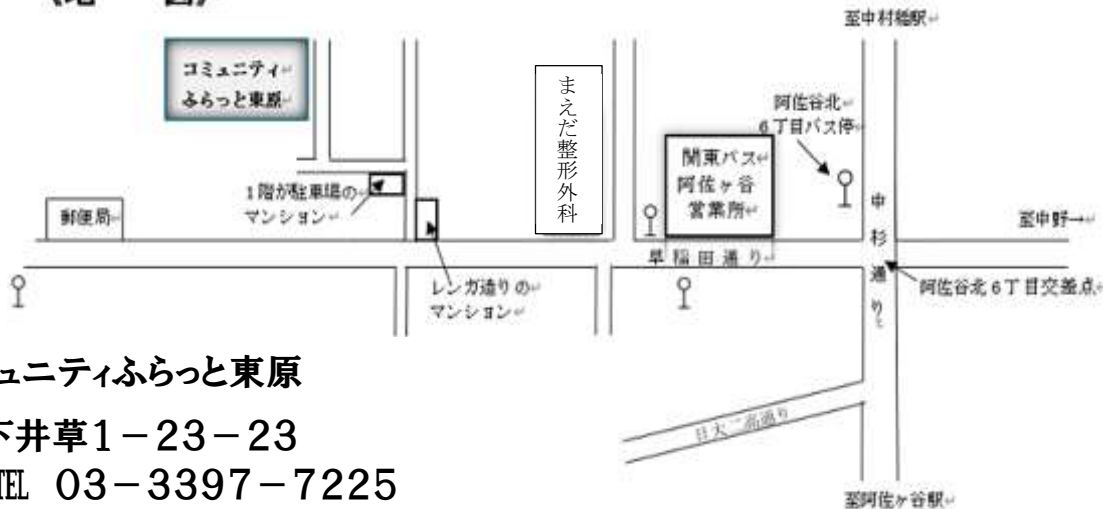 至中村橋駅
コミュニティ
ふらっと東原
まえだ整形外科
阿佐谷北
6丁目バス停
関東バス
阿佐ヶ谷
営業所
1階が駐車場の
マンション
郵便局
中杉通り
至中野→
早稲田通り
レンガ造りの
マンション
阿佐谷北6丁目交差点
ュニティふらっと東原
下井草1−23−23
日大二高通り
TEL 03−3397−7225
至阿佐ヶ谷駅